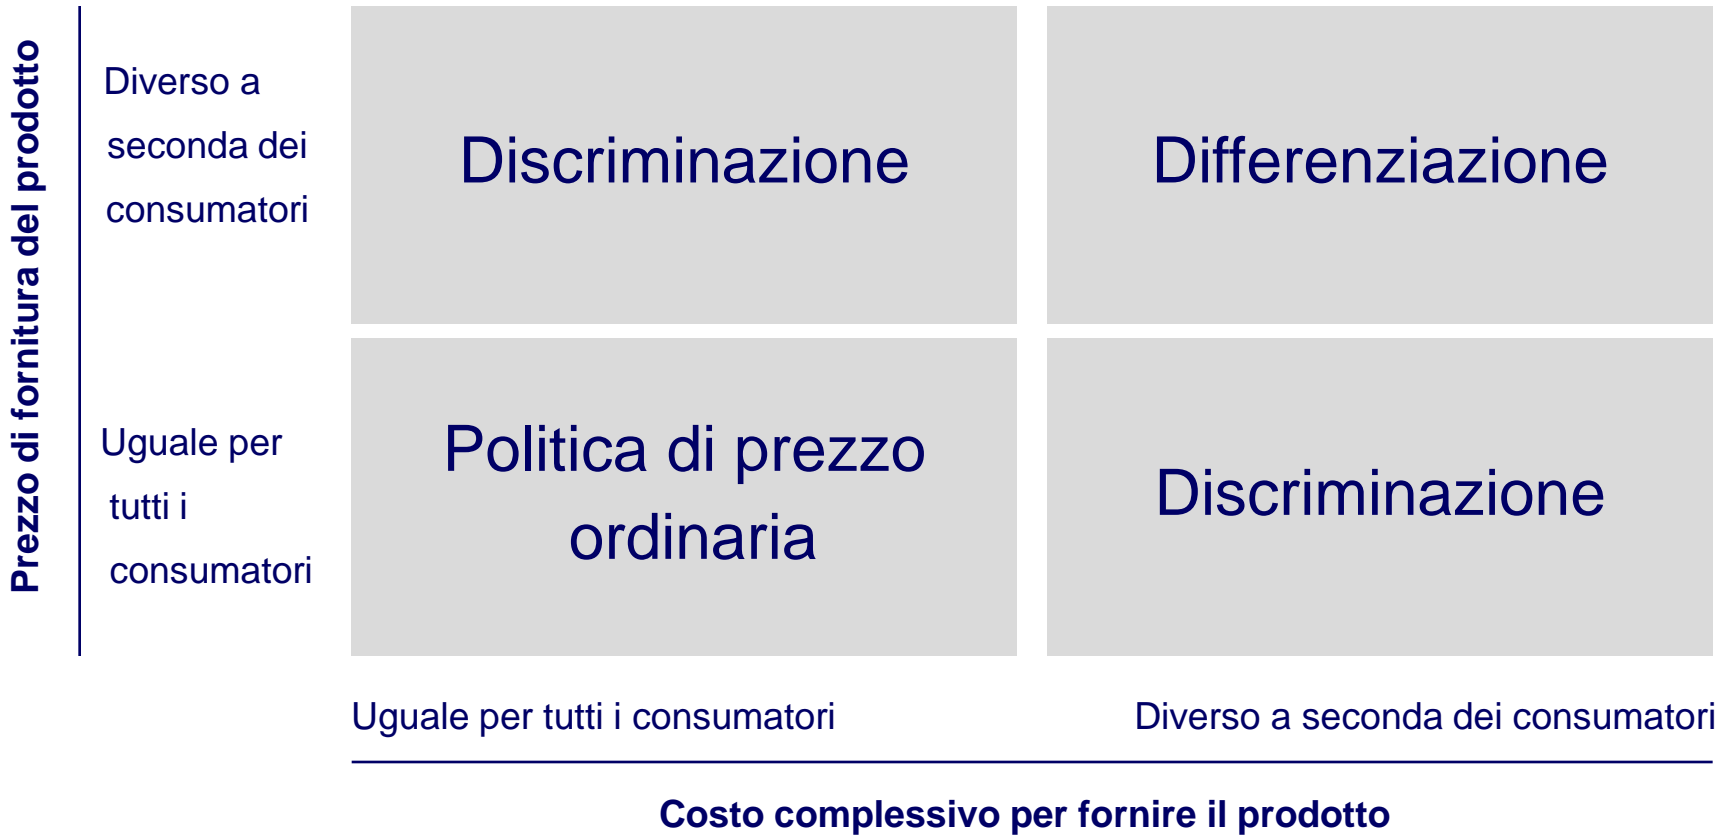 Prezzo di fornitura del prodotto
Diverso a
seconda dei
consumatori
Discriminazione
Differenziazione
Uguale per
tutti i
consumatori
Politica di prezzo
ordinaria
Discriminazione
Uguale per tutti i consumatori
Diverso a seconda dei consumatori
Costo complessivo per fornire il prodotto